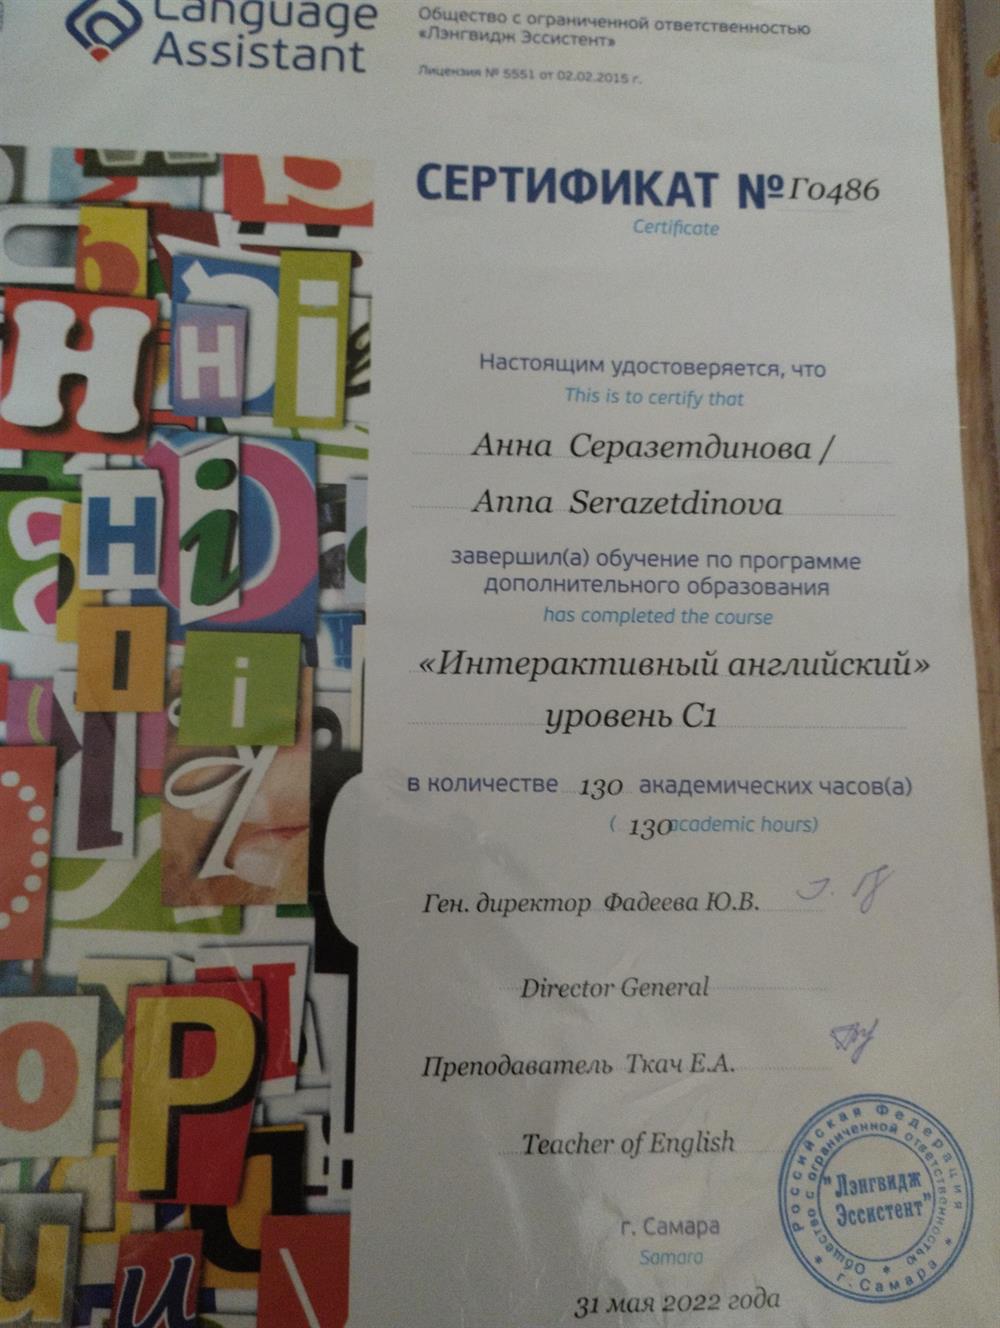 Language
Assistant
Общество с ограниченной ответственностью
«Лэнгвидж Эссистент»
Лицензия № 5551 от 02.02.2015 г.
СЕРТИФИКАТ № Г0486
Certificate
Настоящим удостоверяется, что
This is to certify that
Анна Серазетдинова /
Anna Serazetdinova
завершил(а) обучение по программе
дополнительного образования
has completed the course
«Интерактивный английский»
уровень C1
в количестве 130 академических часов(а)
( 130 academic hours)
Ген. директор Фадеева Ю.В.
Director General
Преподаватель Ткач Е.А.
Teacher of English
Российская Федерация
Общество с ограниченной ответственностью
"Лэнгвидж
Эссистент"
г. Самара
г. Самара
Samara
31 мая 2022 года